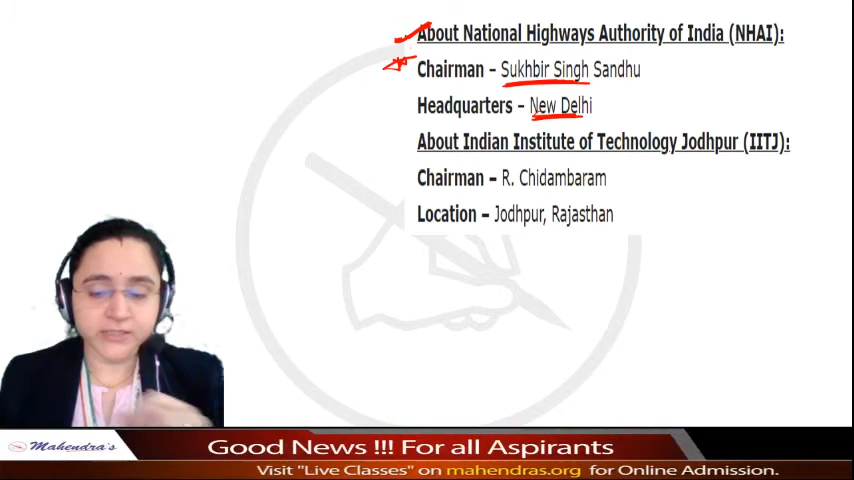 About National Highways Authority of India (NHAI):
Chairman – Sukhbir Singh Sandhu
Headquarters – New Delhi
About Indian Institute of Technology Jodhpur (IITJ):
Chairman – R. Chidambaram
Location – Jodhpur, Rajasthan
Mahendra's
Good News !!! For all Aspirants
Visit "Live Classes" on mahendras.org for Online Admission.